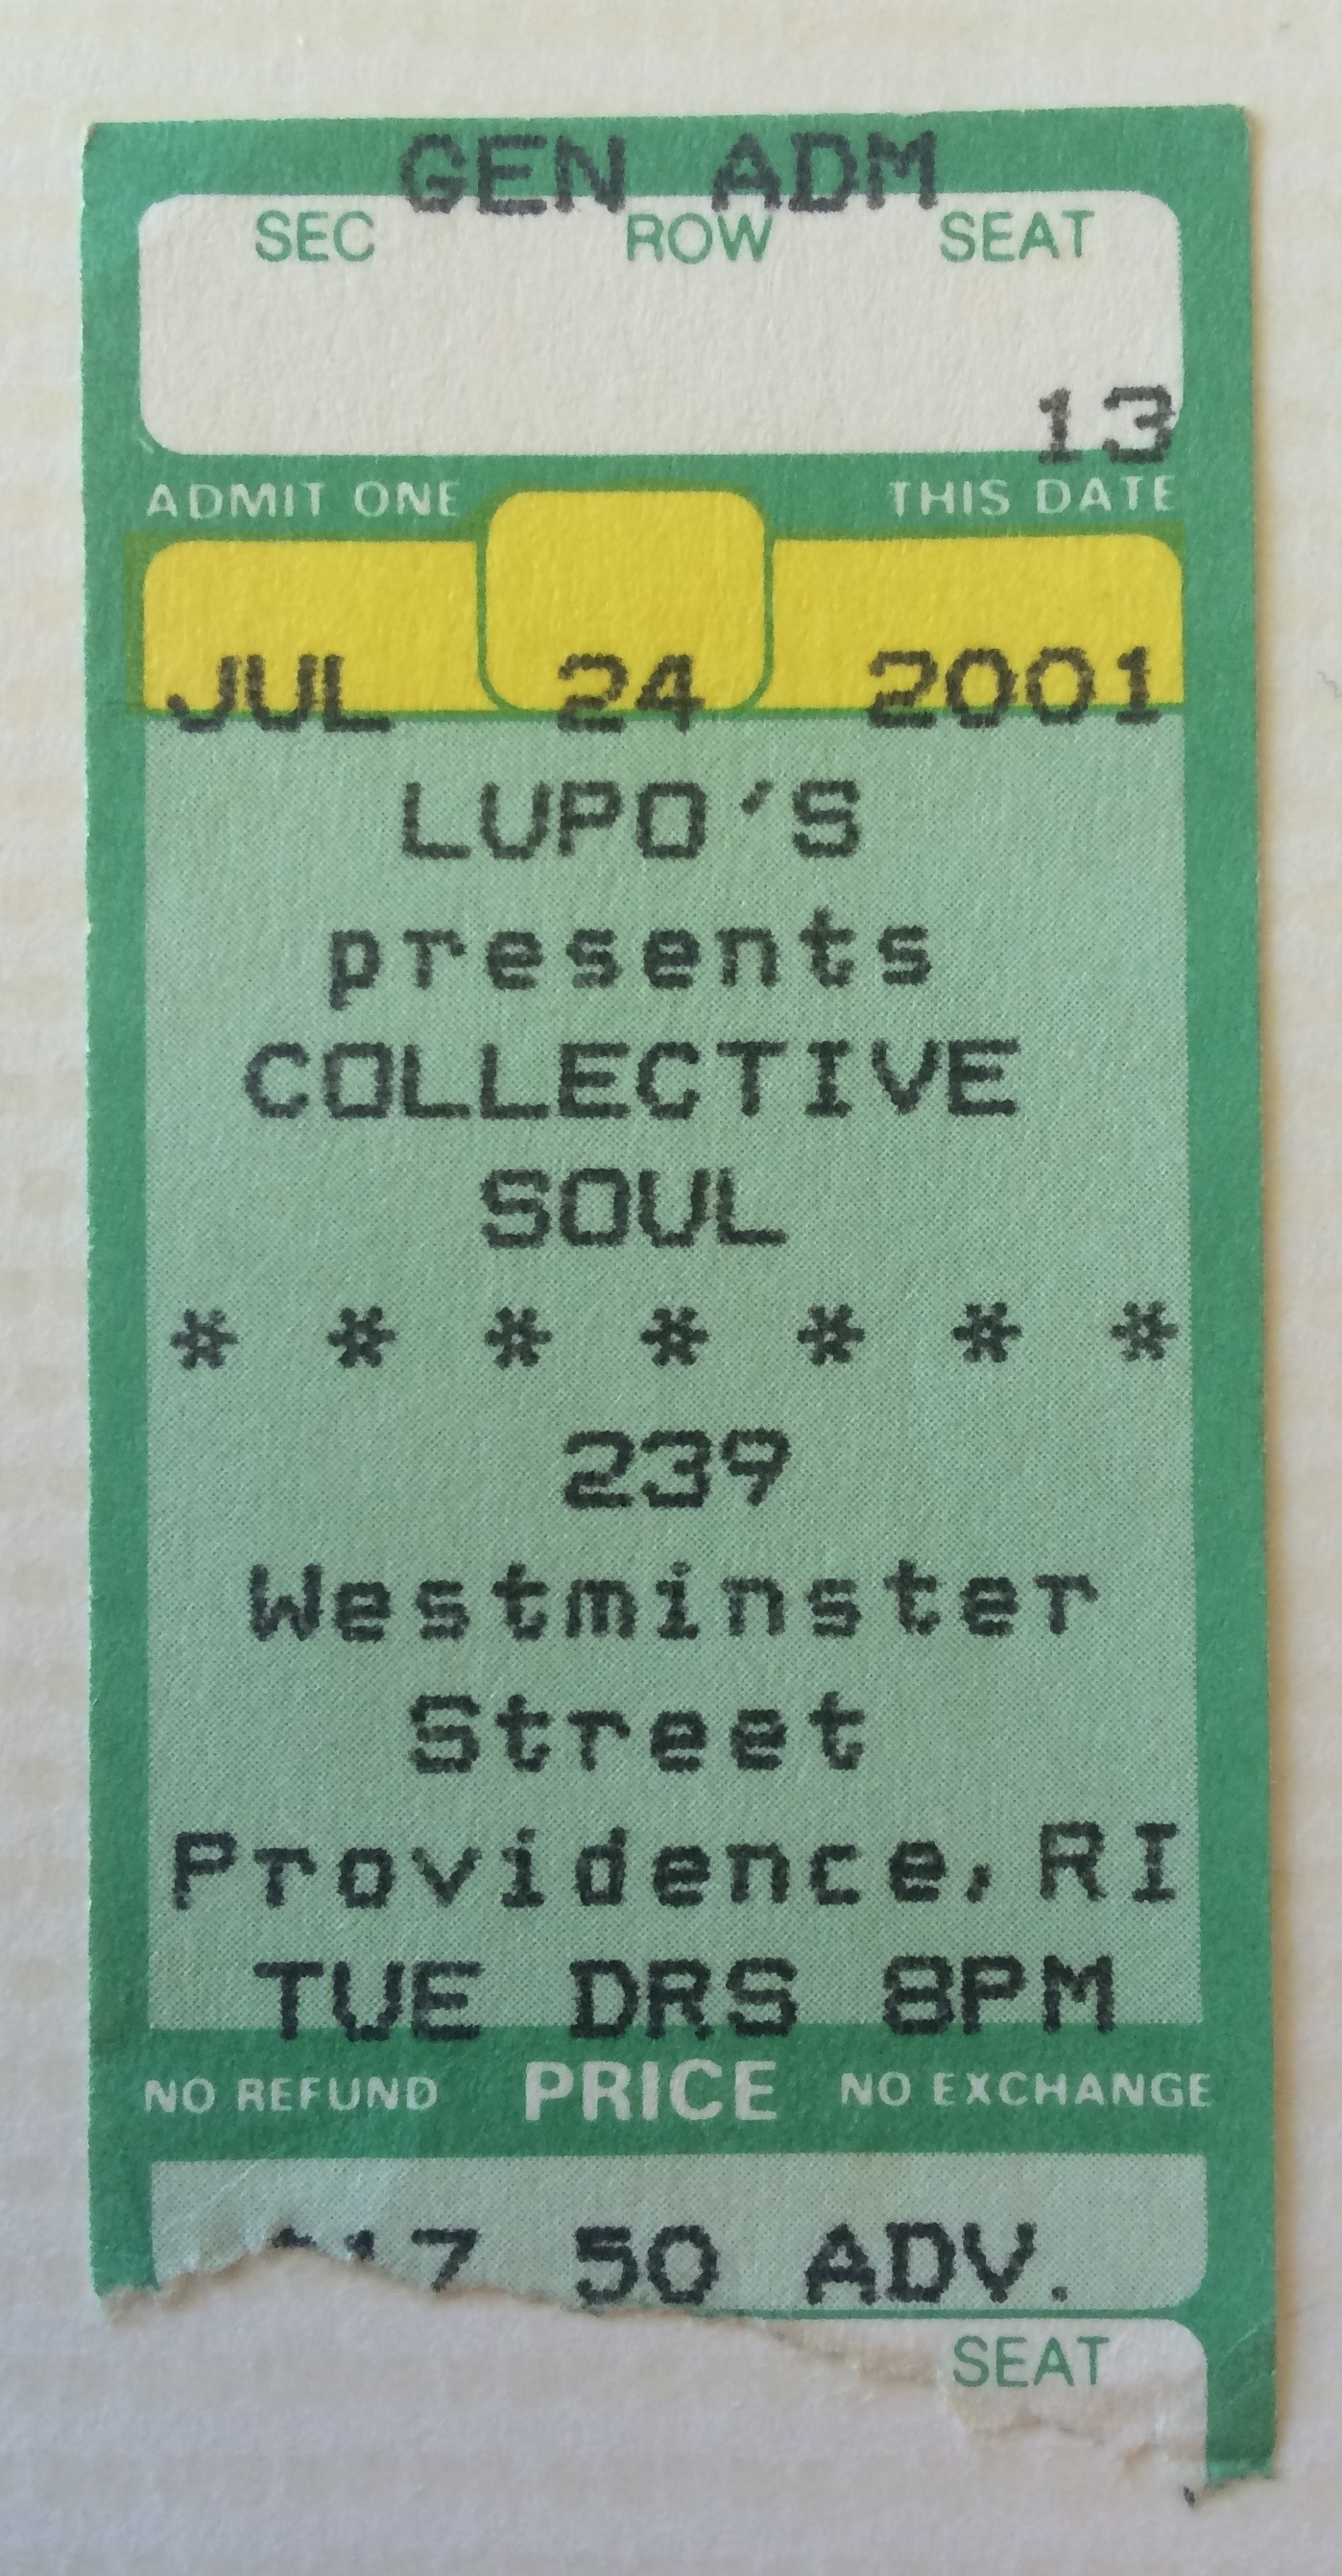 GEN ADM
SEC ROW SEAT
13
ADMIT ONE THIS DATE
JUL 24 2001
LUPO'S
presents
COLLECTIVE
SOUL
* * * * * * *
239
Westminster
Street
Providence, RI
TUE DRS 8PM
NO REFUND PRICE NO EXCHANGE
17 50 ADV.
SEAT